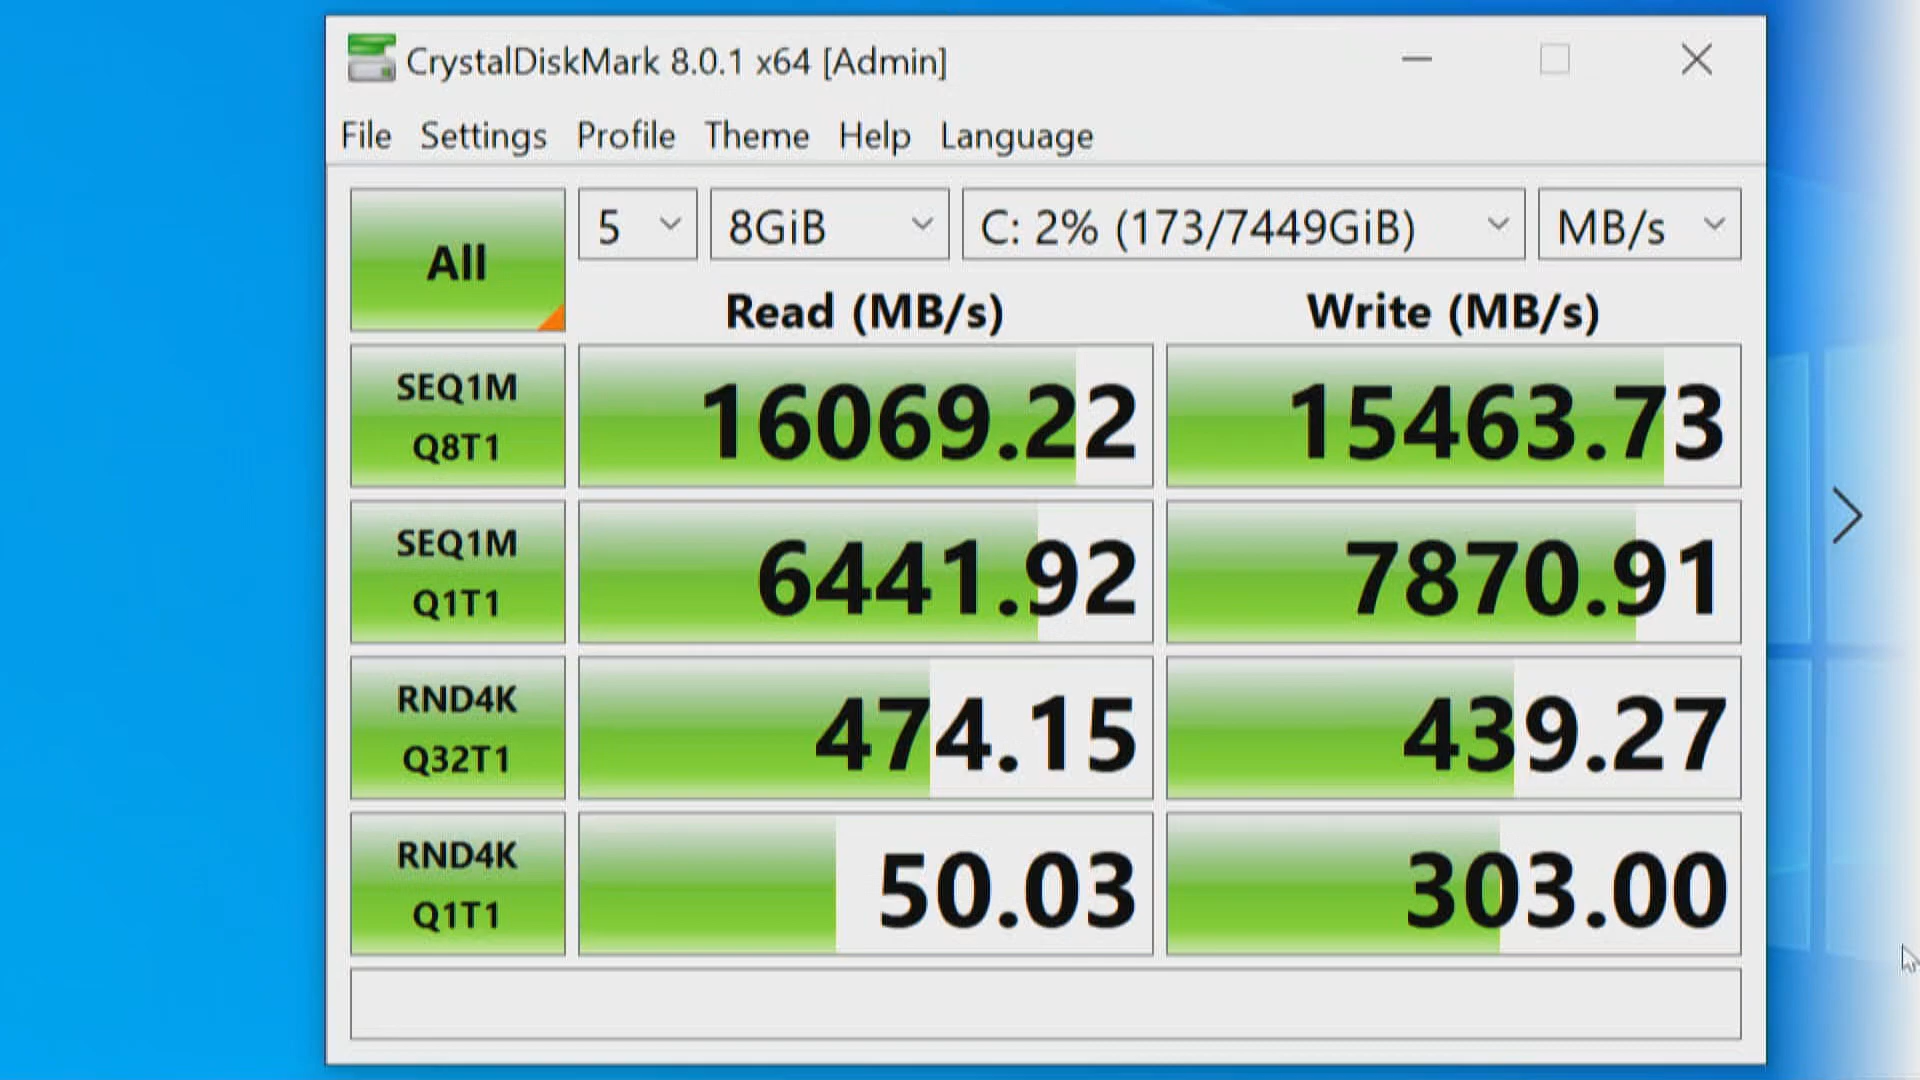 CrystalDiskMark 8.0.1 x64 [Admin]
File Settings Profile Theme Help Language
All 5 8GiB C: 2% (173/7449GiB) MB/s
Read (MB/s) Write (MB/s)
SEQ1M
Q8T1
16069.22 15463.73
SEQ1M
Q1T1
6441.92 7870.91
RND4K
Q32T1
474.15 439.27
RND4K
Q1T1
50.03 303.00